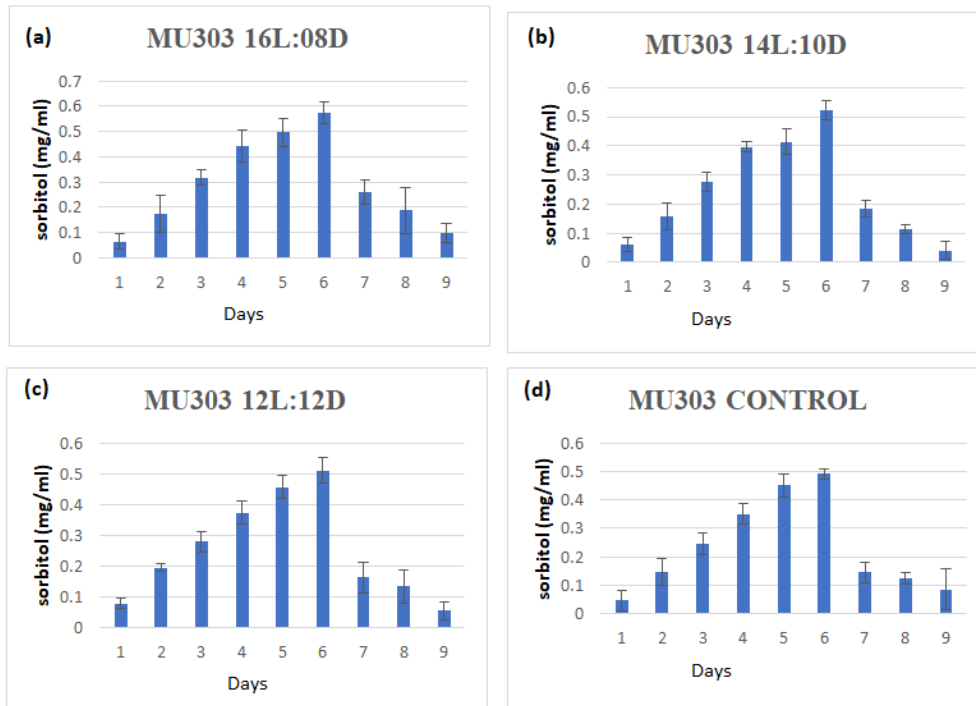 (a)
MU303 16L:08D
sorbitol (mg/ml)
0.7
0.6
0.5
0.4
0.3
0.2
0.1
0
1 2 3 4 5 6 7 8 9
Days
(b)
MU303 14L:10D
sorbitol (mg/ml)
0.6
0.5
0.4
0.3
0.2
0.1
0
1 2 3 4 5 6 7 8 9
Days
(c)
MU303 12L:12D
sorbitol (mg/ml)
0.6
0.5
0.4
0.3
0.2
0.1
0
1 2 3 4 5 6 7 8 9
Days
(d)
MU303 CONTROL
sorbitol (mg/ml)
0.6
0.5
0.4
0.3
0.2
0.1
0
1 2 3 4 5 6 7 8 9
Days